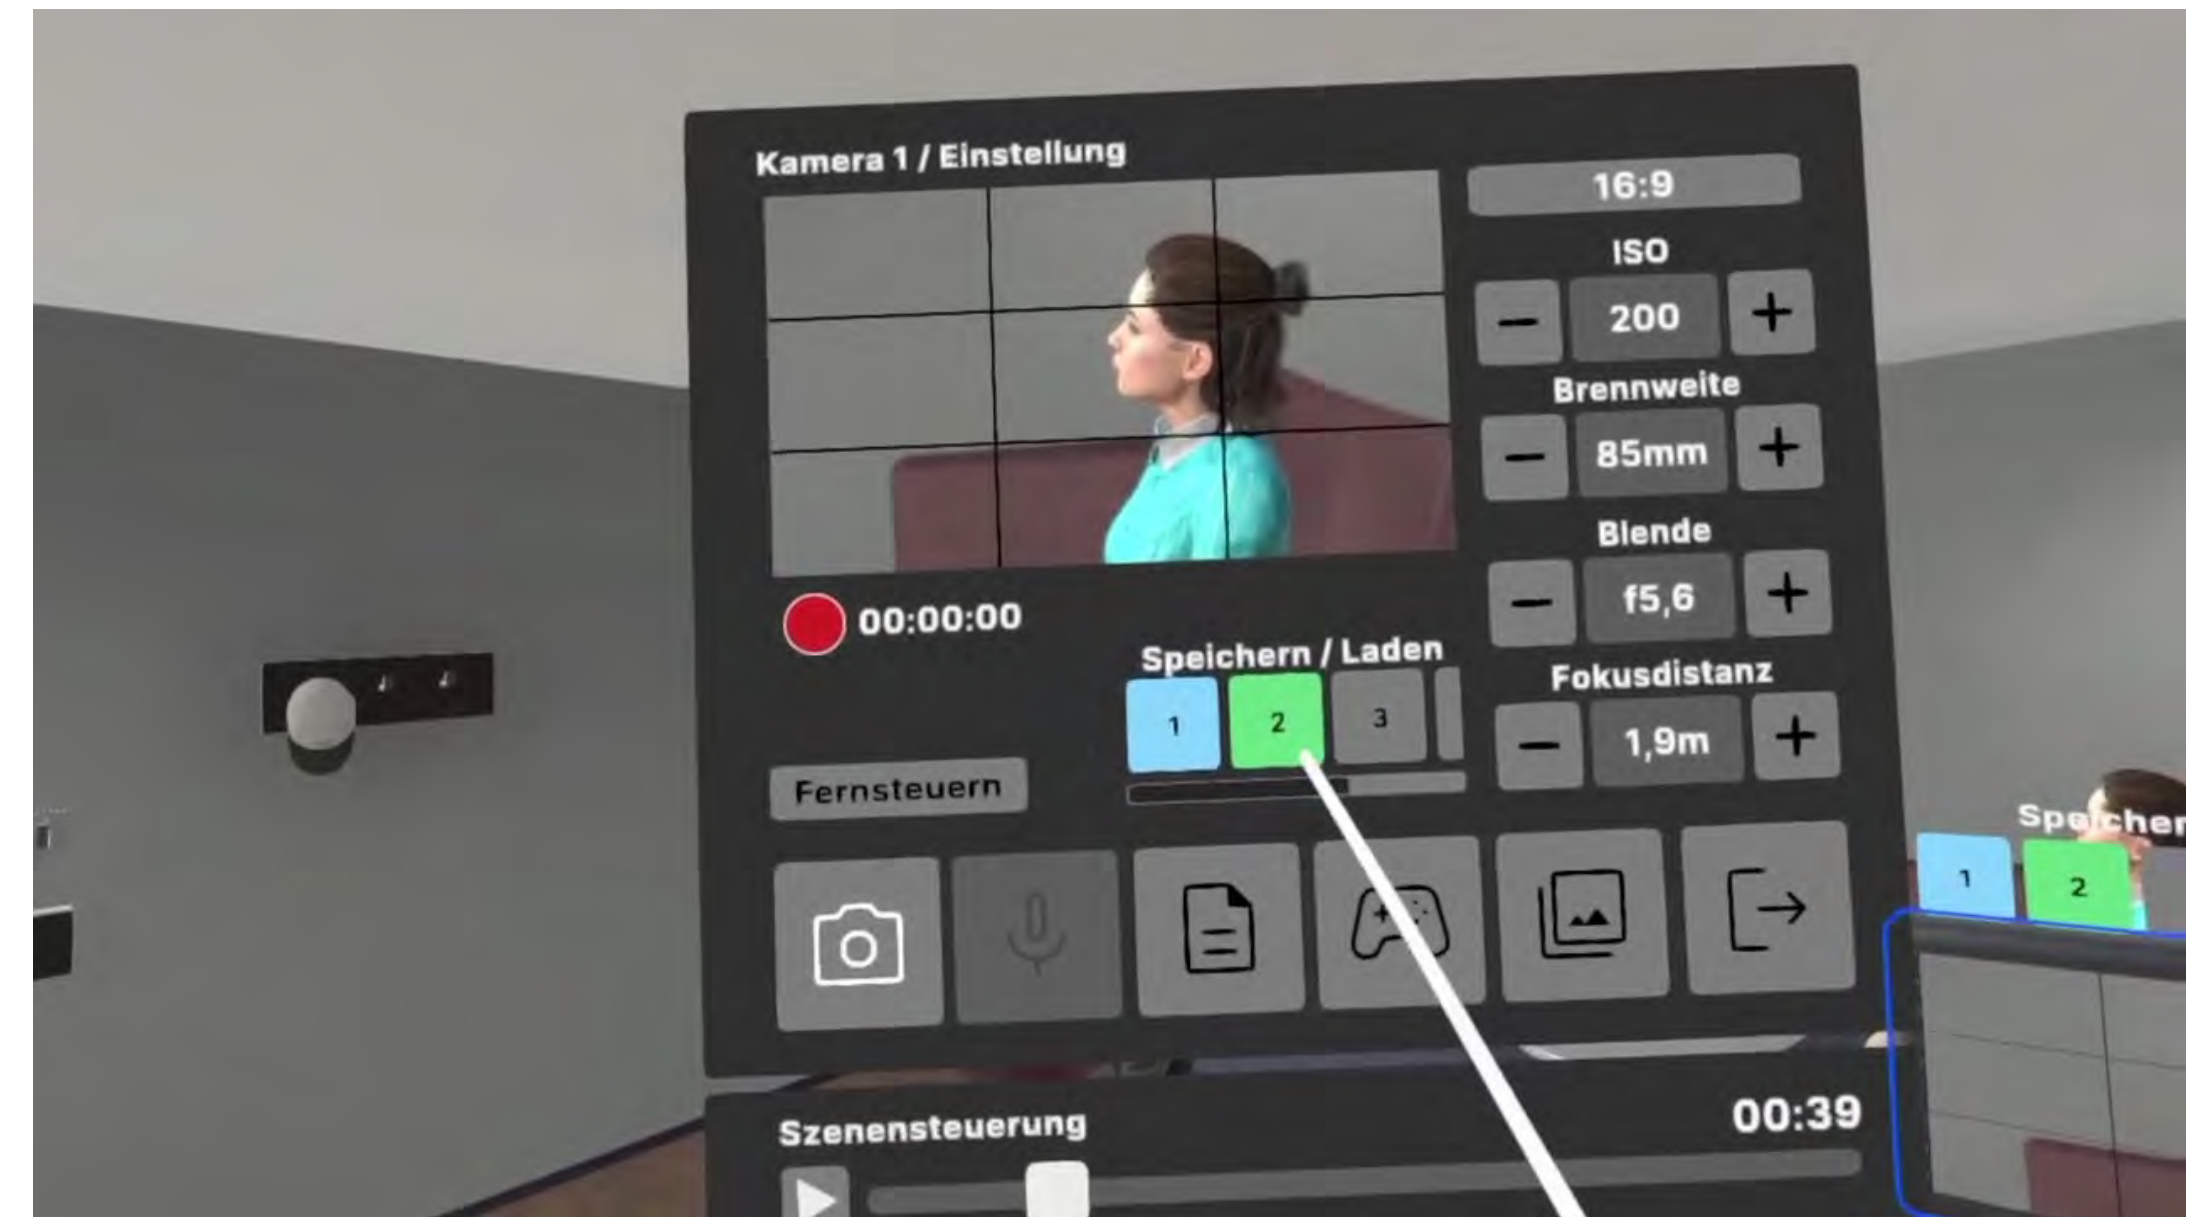 Kamera 1 / Einstellung
16:9
ISO
− 200 +
Brennweite
− 85mm +
Blende
− f5,6 +
Fokusdistanz
− 1,9m +
00:00:00
Speichern / Laden
1 2 3
Fernsteuern
Szenensteuerung
00:39
Speicher
1 2